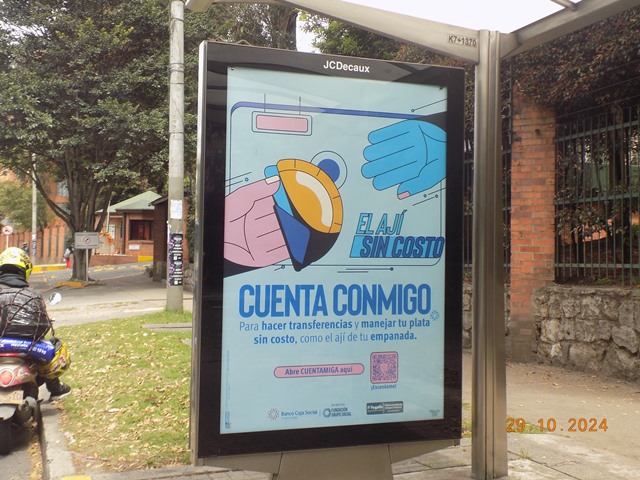 K7-137C
JCDecaux
EL AJÍ
SIN COSTO
CUENTA CONMIGO
Para hacer transferencias y manejar tu plata
sin costo, como el ají de tu empanada.
Abre CUENTAMIGA aquí
¡Escanéame!
Banco Caja Social
FUNDACIÓN
GRUPO SOCIAL
29.10.2024